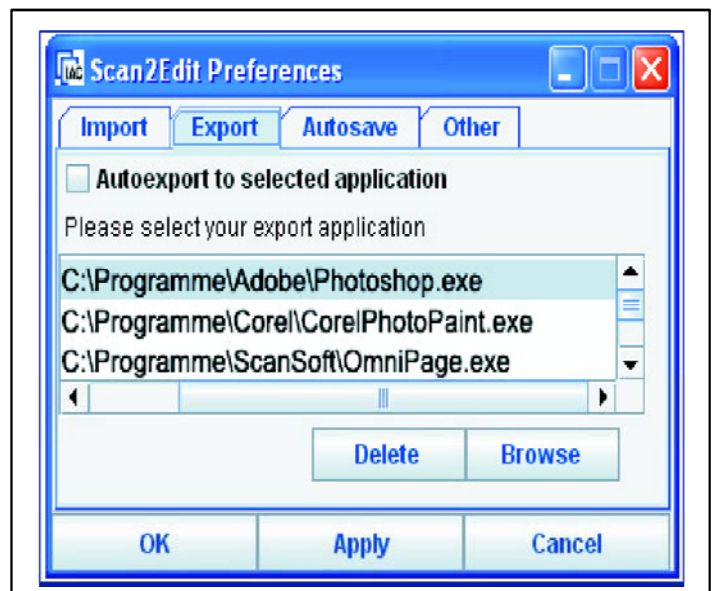 IAC Scan2Edit Preferences
Import Export Autosave Other
Autoexport to selected application
Please select your export application
C:\Programme\Adobe\Photoshop.exe
C:\Programme\Corel\CorelPhotoPaint.exe
C:\Programme\ScanSoft\OmniPage.exe
Delete Browse
OK Apply Cancel